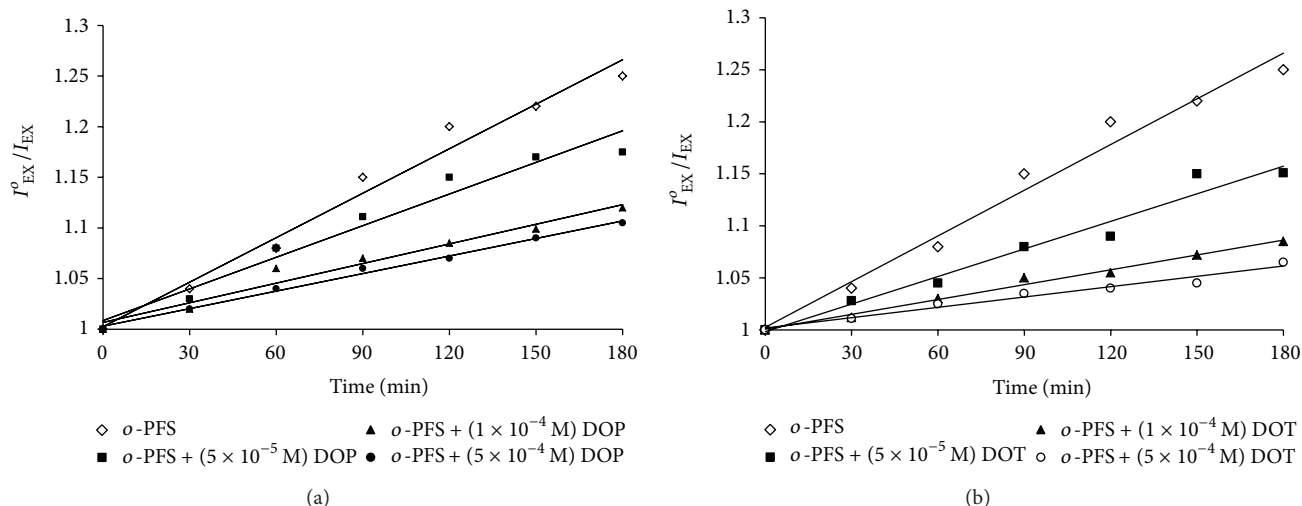 1.3
1.25
1.2
1.15
1.1
1.05
1
I^o_EX/I_EX
0 30 60 90 120 150 180
Time (min)
o-PFS
o-PFS + (5 × 10⁻⁵ M) DOP
o-PFS + (1 × 10⁻⁴ M) DOP
o-PFS + (5 × 10⁻⁴ M) DOP
(a)
1.3
1.25
1.2
1.15
1.1
1.05
1
I^o_EX/I_EX
0 30 60 90 120 150 180
Time (min)
o-PFS
o-PFS + (5 × 10⁻⁵ M) DOT
o-PFS + (1 × 10⁻⁴ M) DOT
o-PFS + (5 × 10⁻⁴ M) DOT
(b)